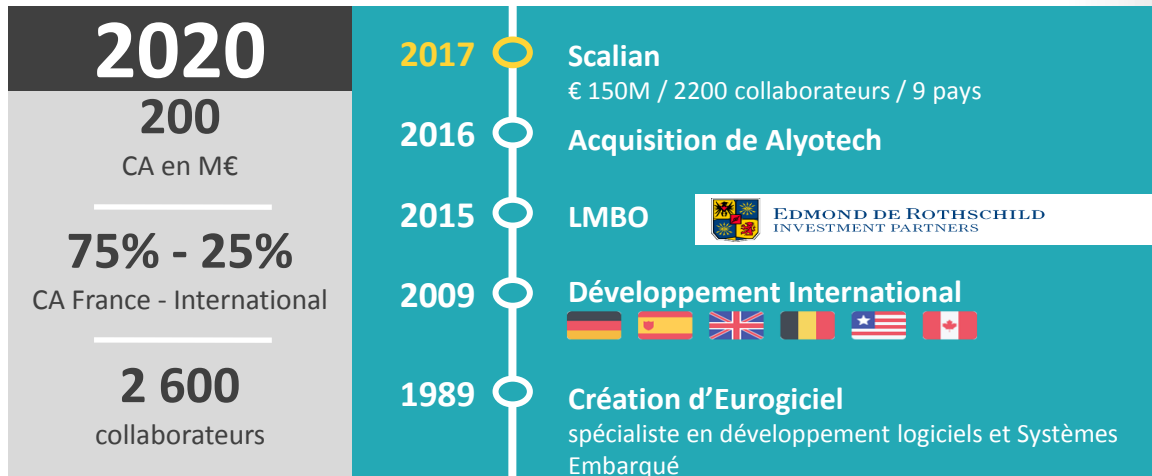 2020
200
CA en M€
75% - 25%
CA France - International
2 600
collaborateurs
2017
Scalian
€ 150M / 2200 collaborateurs / 9 pays
2016
Acquisition de Alyotech
2015
LMBO
EDMOND DE ROTHSCHILD
INVESTMENT PARTNERS
2009
Développement International
1989
Création d’Eurogiciel
spécialiste en développement logiciels et Systèmes
Embarqué